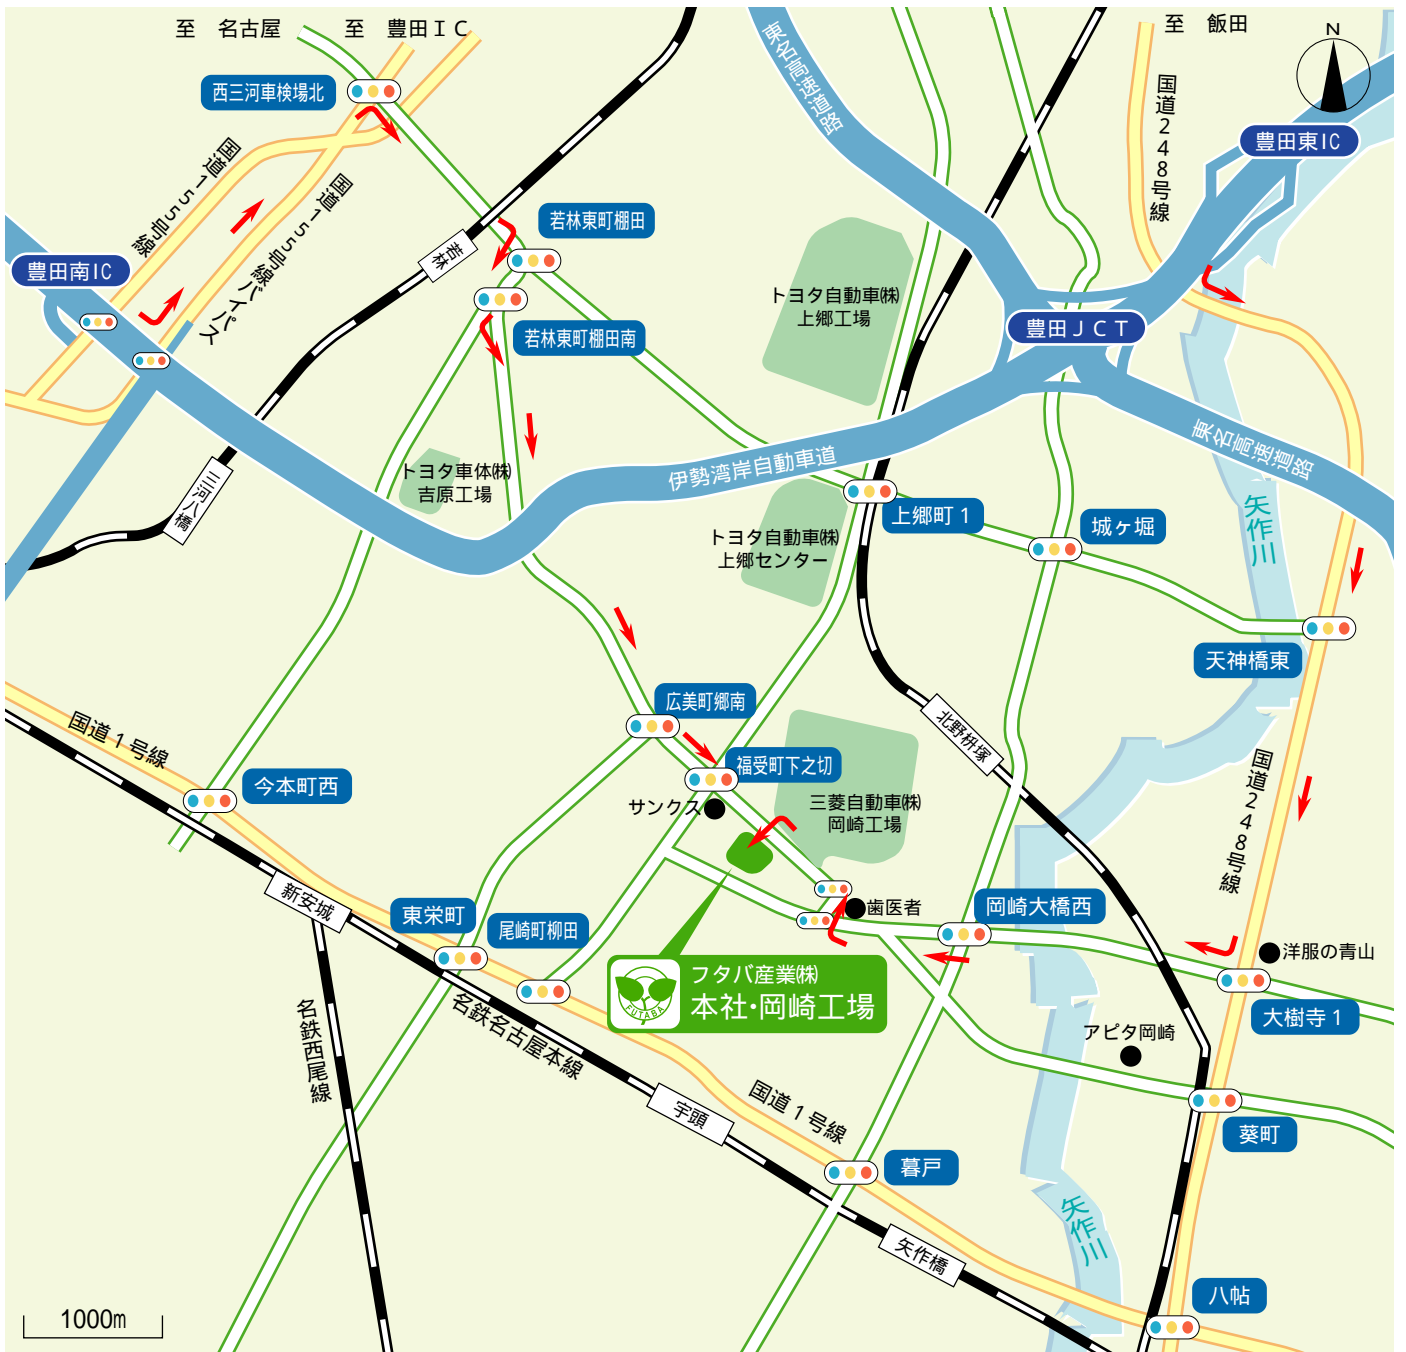 至　名古屋
至　豊田ＩＣ
至　飯田
N
東名高速道路
国道248号線
西三河車検場北
豊田東IC
国道155号線
国道155号線バイパス
若林東町棚田
若林
豊田南IC
トヨタ自動車㈱
上郷工場
豊田ＪＣＴ
若林東町棚田南
東名高速道路
伊勢湾岸自動車道
トヨタ車体㈱
吉原工場
三河八橋
上郷町1
城ヶ堀
矢作川
トヨタ自動車㈱
上郷センター
天神橋東
広美町郷南
国道1号線
北野枡塚
福受町下之切
今本町西
国道248号線
サンクス
三菱自動車㈱
岡崎工場
新安城
東栄町
尾崎町柳田
歯医者
岡崎大橋西
洋服の青山
フタバ産業㈱
本社・岡崎工場
FUTABA
大樹寺1
アピタ岡崎
名鉄西尾線
名鉄名古屋本線
宇頭
国道1号線
葵町
暮戸
矢作川
矢作橋
八帖
1000m